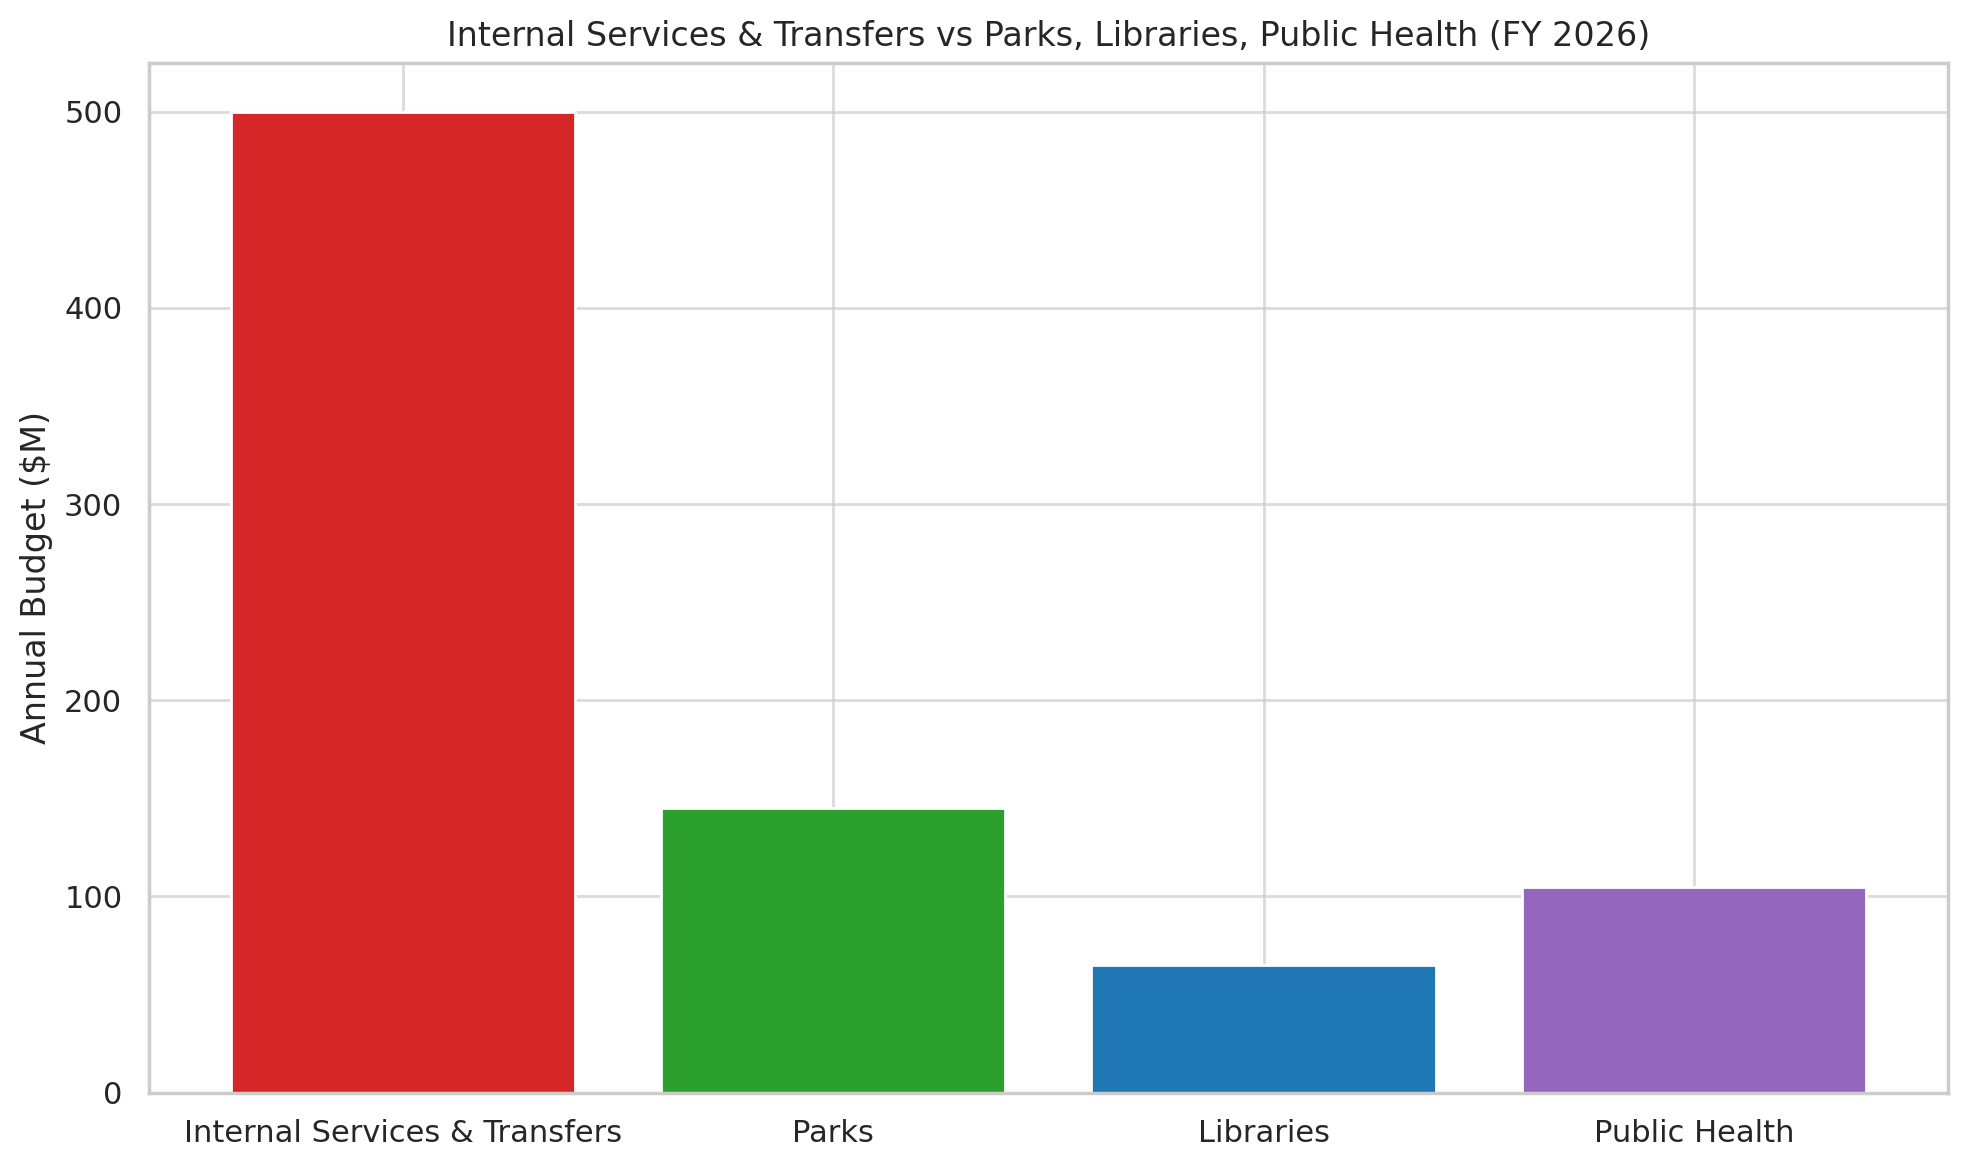 Internal Services & Transfers vs Parks, Libraries, Public Health (FY 2026)
Annual Budget ($M)
500
400
300
200
100
0
Internal Services & Transfers
Parks
Libraries
Public Health